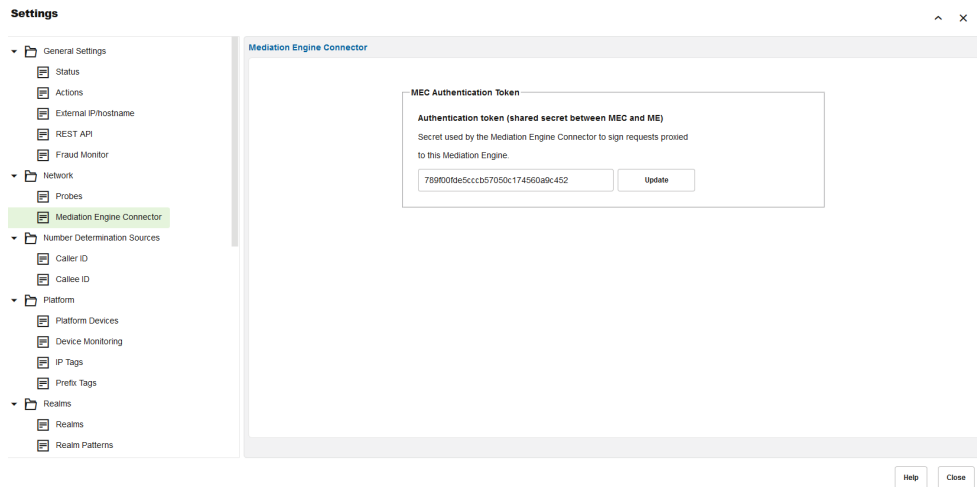 Settings
General Settings
Status
Actions
External IP/hostname
REST API
Fraud Monitor
Network
Probes
Mediation Engine Connector
Number Determination Sources
Caller ID
Callee ID
Platform
Platform Devices
Device Monitoring
IP Tags
Prefix Tags
Realms
Realms
Realm Patterns
Mediation Engine Connector
MEC Authentication Token
Authentication token (shared secret between MEC and ME)
Secret used by the Mediation Engine Connector to sign requests proxied
to this Mediation Engine.
789f00fde5cccb57050c174560a9c452
Update
Help
Close